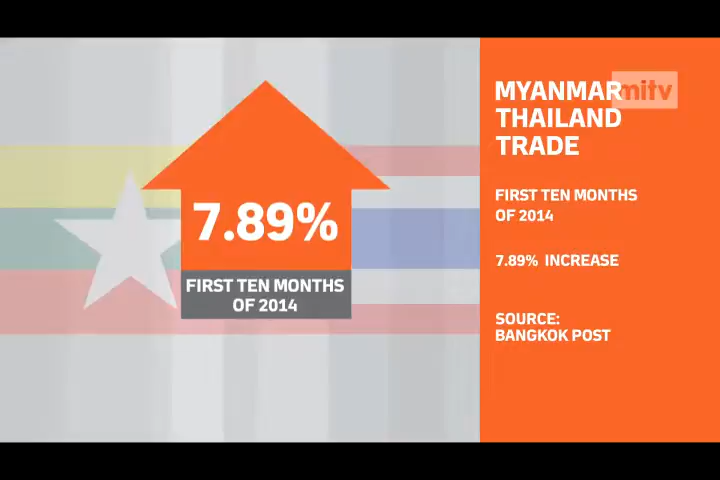 7.89%
FIRST TEN MONTHS
OF 2014
MYANMAR
mitv
THAILAND
TRADE
FIRST TEN MONTHS
OF 2014
7.89% INCREASE
SOURCE:
BANGKOK POST